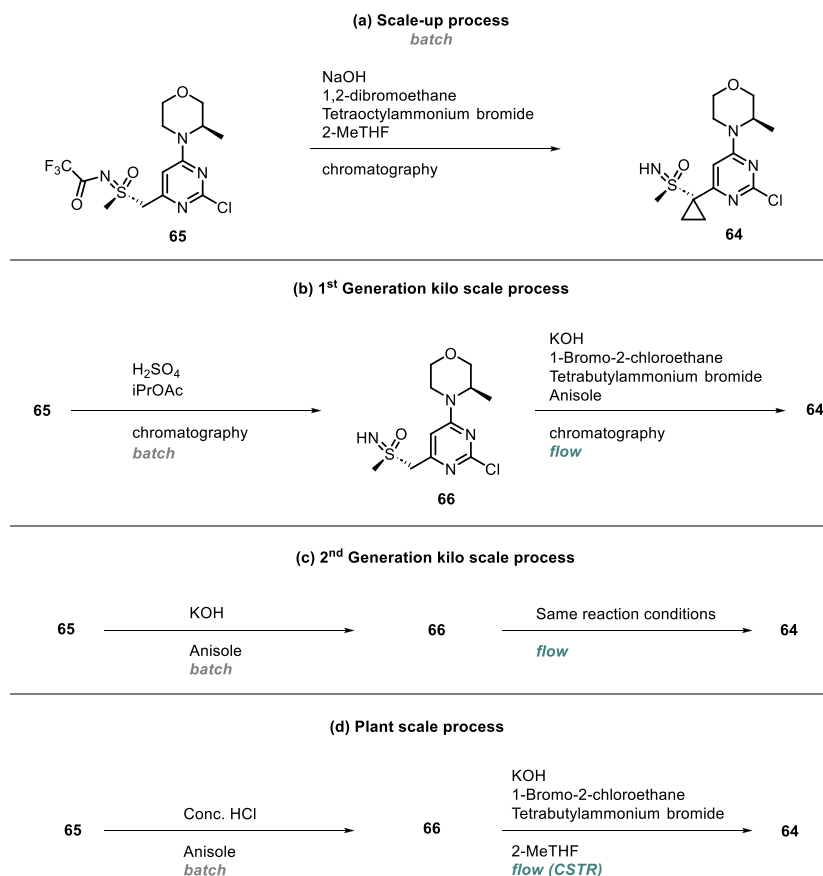 (a) Scale-up process
batch
NaOH
1,2-dibromoethane
Tetraoctylammonium bromide
2-MeTHF
chromatography
F₃C
O
N
O
S
O
N
N
N
Cl
65
O
N
HN
O
S
N
N
Cl
64
(b) 1ˢᵗ Generation kilo scale process
65
H₂SO₄
iPrOAc
chromatography
batch
O
N
HN
O
S
N
N
Cl
66
KOH
1-Bromo-2-chloroethane
Tetrabutylammonium bromide
Anisole
chromatography
flow
64
(c) 2ⁿᵈ Generation kilo scale process
65
KOH
Anisole
batch
66
Same reaction conditions
flow
64
(d) Plant scale process
65
Conc. HCl
Anisole
batch
66
KOH
1-Bromo-2-chloroethane
Tetrabutylammonium bromide
2-MeTHF
flow (CSTR)
64